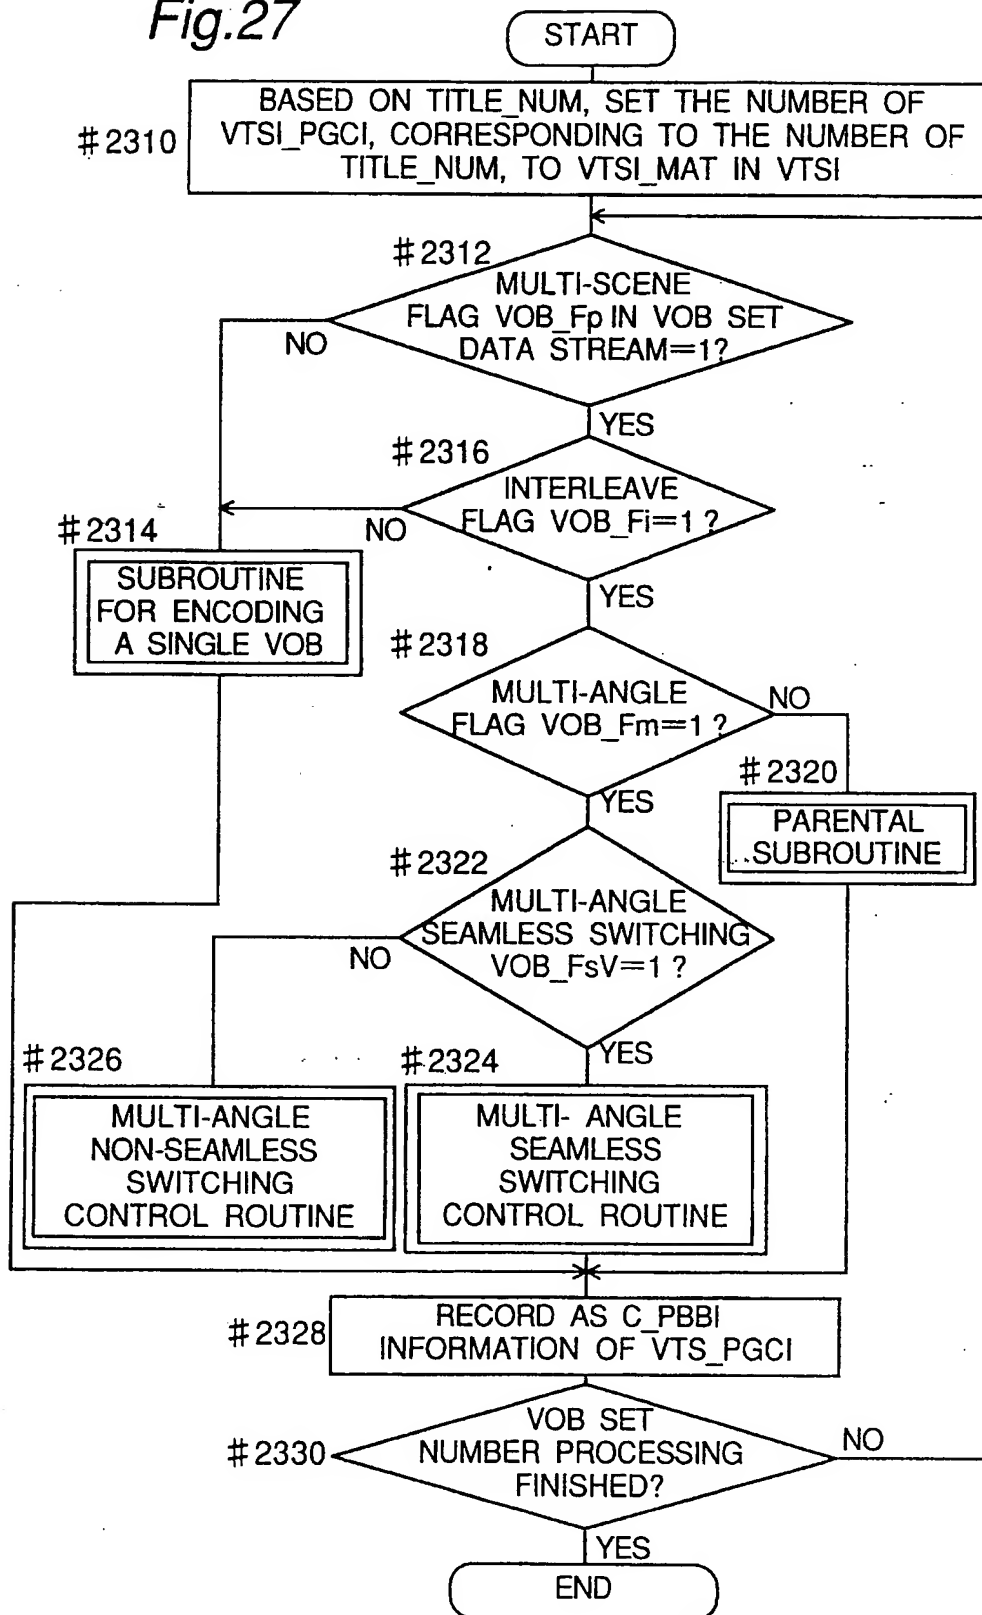 Fig.27
START
#2310
BASED ON TITLE_NUM, SET THE NUMBER OF
VTSI_PGCI, CORRESPONDING TO THE NUMBER OF
TITLE_NUM, TO VTSI_MAT IN VTSI
#2312
MULTI-SCENE
FLAG VOB_Fp IN VOB SET
DATA STREAM=1?
NO
YES
#2316
INTERLEAVE
FLAG VOB_Fi=1 ?
NO
YES
#2314
SUBROUTINE
FOR ENCODING
A SINGLE VOB
#2318
MULTI-ANGLE
FLAG VOB_Fm=1 ?
NO
YES
#2320
PARENTAL
SUBROUTINE
#2322
MULTI-ANGLE
SEAMLESS SWITCHING
VOB_FsV=1 ?
NO
YES
#2326
MULTI-ANGLE
NON-SEAMLESS
SWITCHING
CONTROL ROUTINE
#2324
MULTI- ANGLE
SEAMLESS
SWITCHING
CONTROL ROUTINE
#2328
RECORD AS C_PBBI
INFORMATION OF VTS_PGCI
#2330
VOB SET
NUMBER PROCESSING
FINISHED?
NO
YES
END